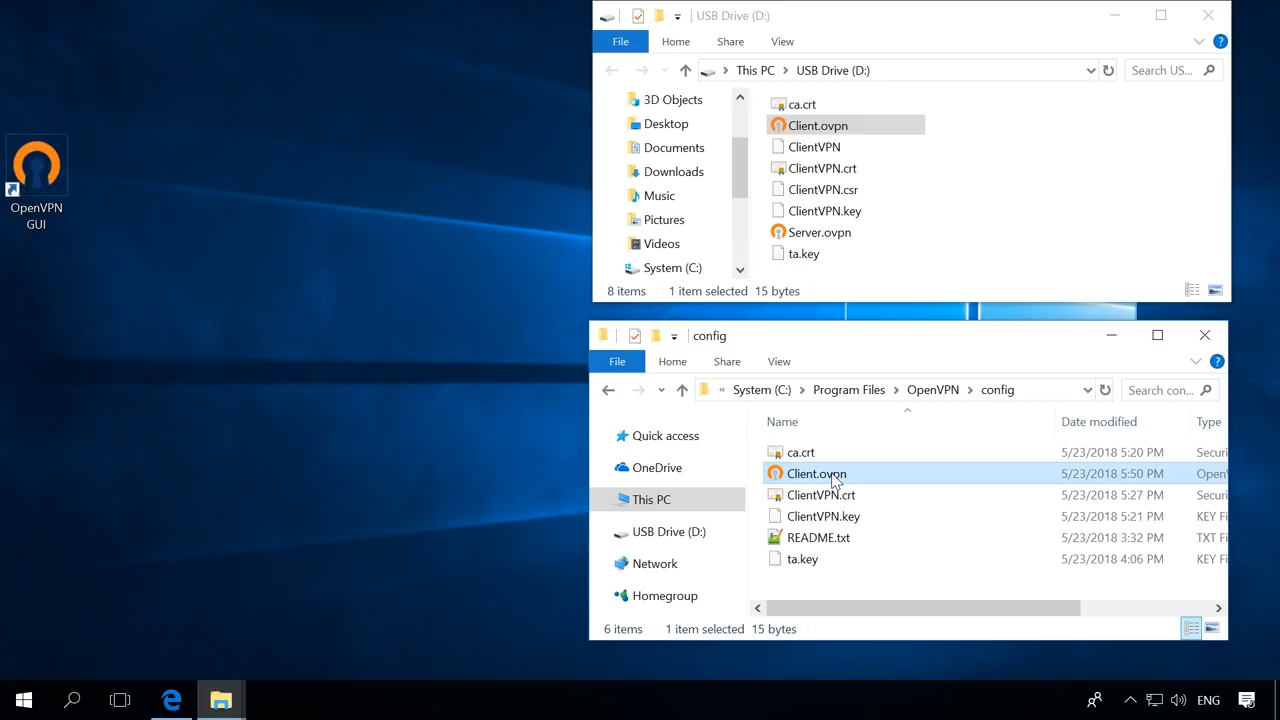 USB Drive (D:)
File Home Share View
This PC USB Drive (D:) Search US...
3D Objects
Desktop
Documents
Downloads
Music
Pictures
Videos
System (C:)
ca.crt
Client.ovpn
ClientVPN
ClientVPN.crt
ClientVPN.csr
ClientVPN.key
Server.ovpn
ta.key
8 items 1 item selected 15 bytes
OpenVPN
GUI
config
File Home Share View
« System (C:) Program Files OpenVPN config Search con...
Quick access
OneDrive
This PC
USB Drive (D:)
Network
Homegroup
Name Date modified Type
ca.crt 5/23/2018 5:20 PM Securi
Client.ovpn 5/23/2018 5:50 PM OpenV
ClientVPN.crt 5/23/2018 5:27 PM Securi
ClientVPN.key 5/23/2018 5:21 PM KEY Fi
README.txt 5/23/2018 3:32 PM TXT Fi
ta.key 5/23/2018 4:06 PM KEY Fi
6 items 1 item selected 15 bytes
ENG